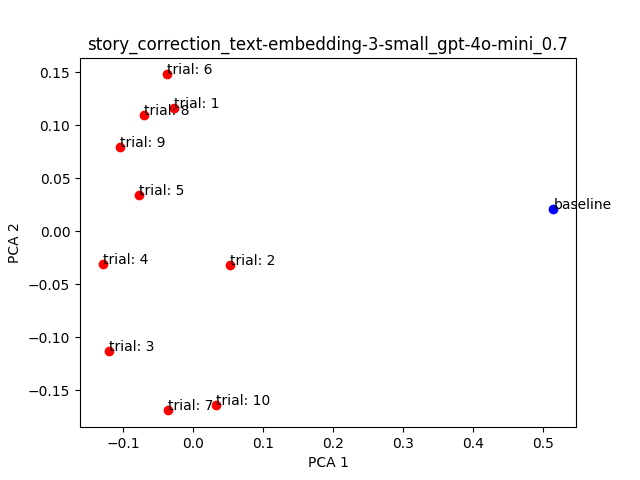 story_correction_text-embedding-3-small_gpt-4o-mini_0.7
PCA 2
0.15
0.10
0.05
0.00
−0.05
−0.10
−0.15
trial: 6
trial: 1
trial: 8
trial: 9
trial: 5
baseline
trial: 4
trial: 2
trial: 3
trial: 7
trial: 10
−0.1
0.0
0.1
0.2
0.3
0.4
0.5
PCA 1